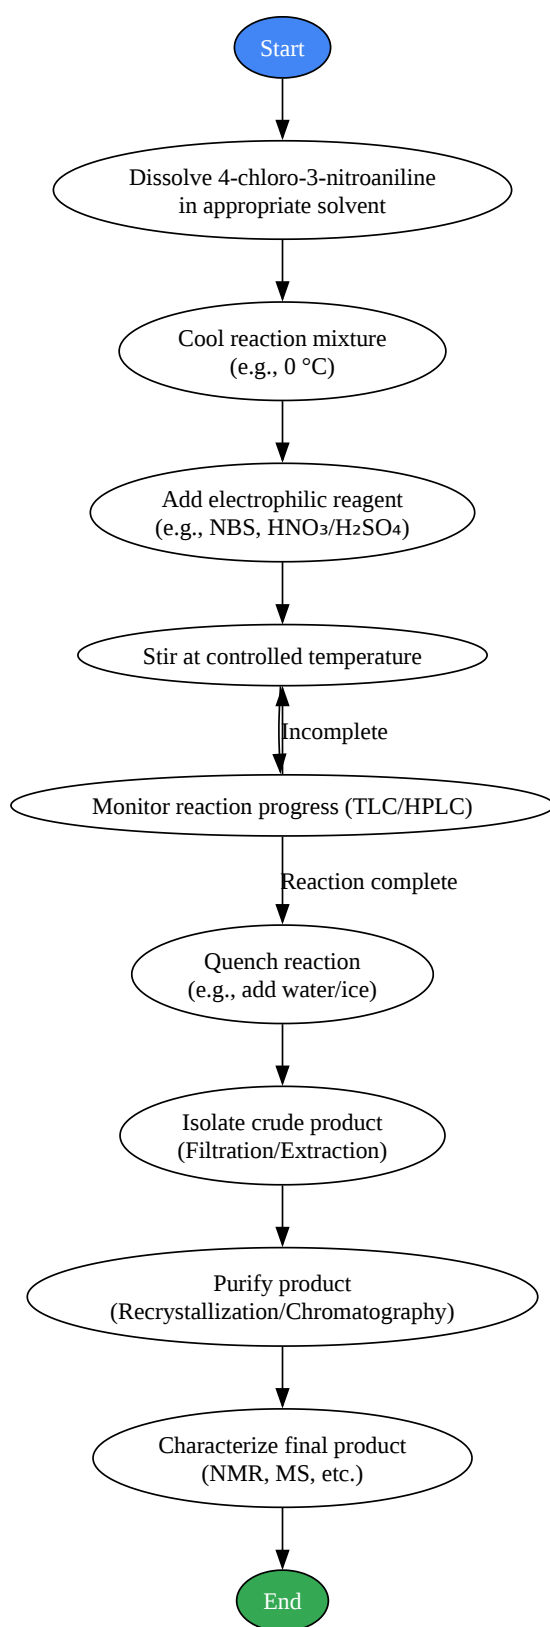 Start
Dissolve 4-chloro-3-nitroaniline
in appropriate solvent
Cool reaction mixture
(e.g., 0 °C)
Add electrophilic reagent
(e.g., NBS, HNO₃/H₂SO₄)
Stir at controlled temperature
Incomplete
Monitor reaction progress (TLC/HPLC)
Reaction complete
Quench reaction
(e.g., add water/ice)
Isolate crude product
(Filtration/Extraction)
Purify product
(Recrystallization/Chromatography)
Characterize final product
(NMR, MS, etc.)
End